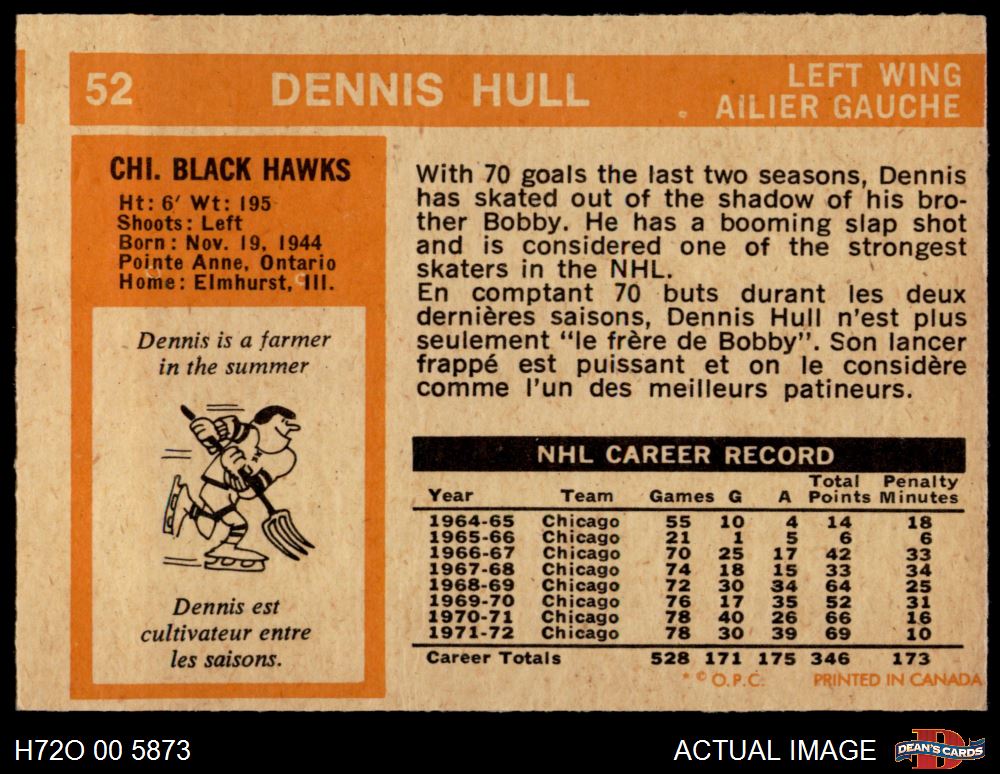 52 DENNIS HULL LEFT WING
AILIER GAUCHE
CHI. BLACK HAWKS
Ht: 6' Wt: 195
Shoots: Left
Born: Nov. 19, 1944
Pointe Anne, Ontario
Home: Elmhurst, Ill.
Dennis is a farmer
in the summer
Dennis est
cultivateur entre
les saisons.
With 70 goals the last two seasons, Dennis
has skated out of the shadow of his bro-
ther Bobby. He has a booming slap shot
and is considered one of the strongest
skaters in the NHL.
En comptant 70 buts durant les deux
dernières saisons, Dennis Hull n'est plus
seulement "le frère de Bobby". Son lancer
frappé est puissant et on le considère
comme l'un des meilleurs patineurs.
NHL CAREER RECORD
Year Team Games G A Total Points Penalty Minutes
1964-65 Chicago 55 10 4 14 18
1965-66 Chicago 21 1 5 6 6
1966-67 Chicago 70 25 17 42 33
1967-68 Chicago 74 18 15 33 34
1968-69 Chicago 72 30 34 64 25
1969-70 Chicago 76 17 35 52 31
1970-71 Chicago 78 40 26 66 16
1971-72 Chicago 78 30 39 69 10
Career Totals 528 171 175 346 173
* © O.P.C. PRINTED IN CANADA
H72O 00 5873 ACTUAL IMAGE DEAN'S CARDS